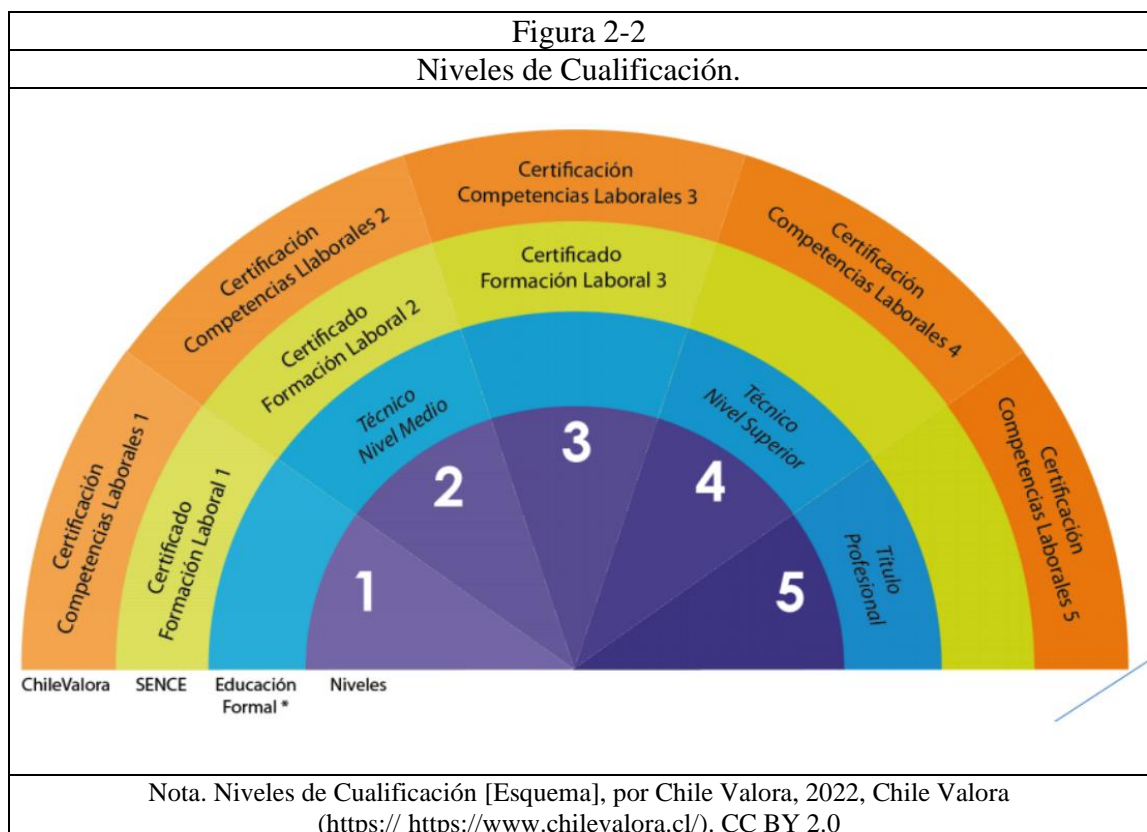 Figura 2-2
Niveles de Cualificación.
Certificación
Competencias Laborales 1
Certificación
Competencias Llaborales 2
Certificación
Competencias Laborales 3
Certificación
Competencias Laborales 4
Certificación
Competencias Laborales 5
Certificado
Formación Laboral 1
Certificado
Formación Laboral 2
Certificado
Formación Laboral 3
Técnico
Nivel Medio
Técnico
Nivel Superior
Título
Profesional
1
2
3
4
5
ChileValora
SENCE
Educación
Formal *
Niveles
Nota. Niveles de Cualificación [Esquema], por Chile Valora, 2022, Chile Valora
(https:// https://www.chilevalora.cl/). CC BY 2.0